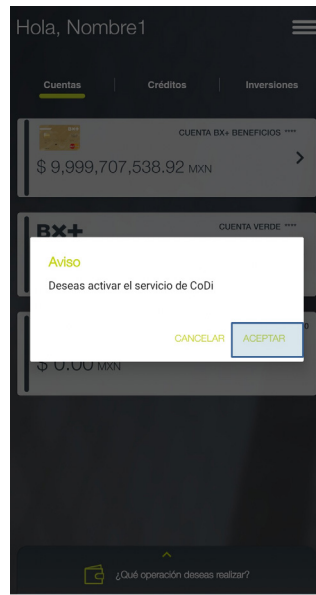 Hola, Nombre1
Cuentas
Créditos
Inversiones
CUENTA BX+ BENEFICIOS ****
$ 9,999,707,538.92 MXN
BX+
CUENTA VERDE ****
Aviso
Deseas activar el servicio de CoDi
CANCELAR
ACEPTAR
$ 0.00 MXN
¿Qué operación deseas realizar?